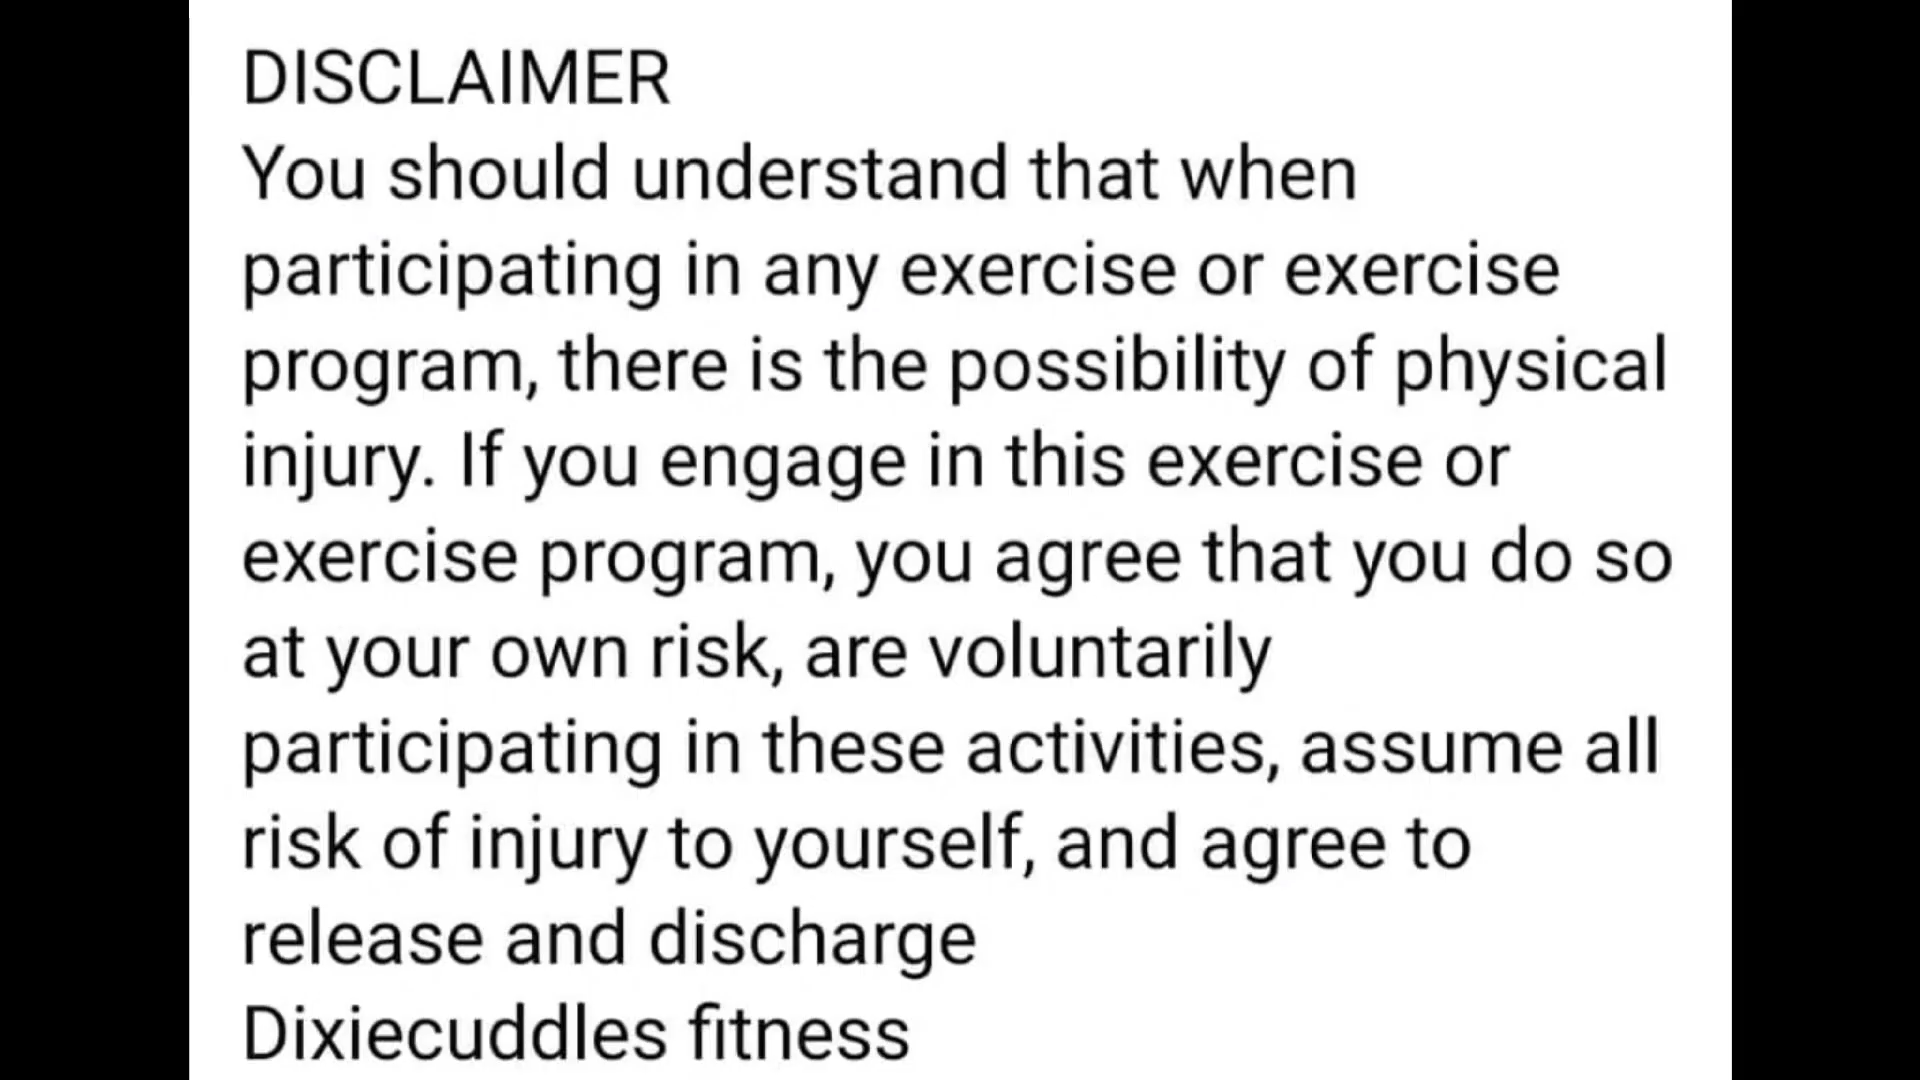 DISCLAIMER
You should understand that when
participating in any exercise or exercise
program, there is the possibility of physical
injury. If you engage in this exercise or
exercise program, you agree that you do so
at your own risk, are voluntarily
participating in these activities, assume all
risk of injury to yourself, and agree to
release and discharge
Dixiecuddles fitness